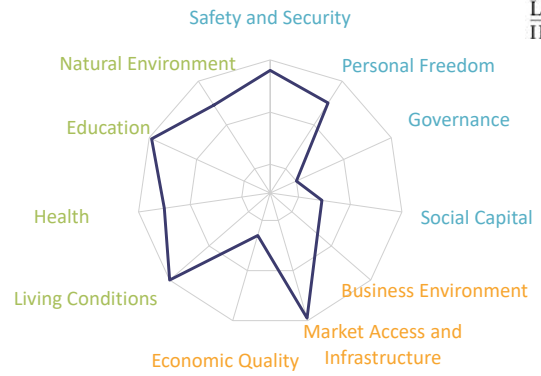 Safety and Security
Natural Environment
Personal Freedom
Education
Governance
Health
Social Capital
Living Conditions
Business Environment
Market Access and
Infrastructure
Economic Quality